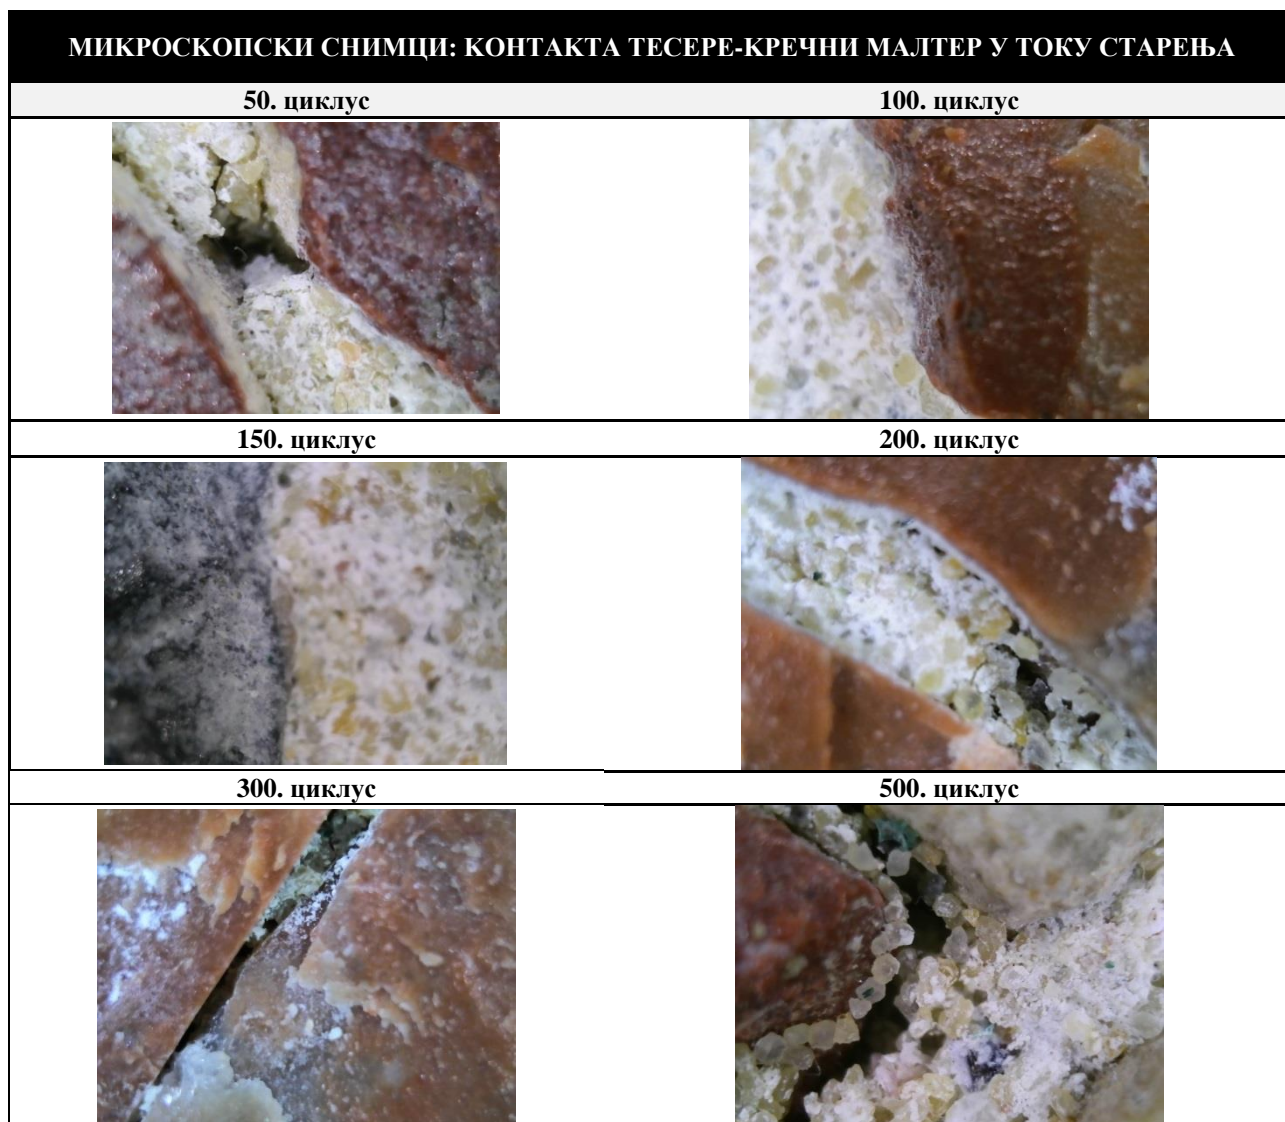 МИКРОСКОПСКИ СНИМЦИ: КОНТАКТА ТЕСЕРЕ-КРЕЧНИ МАЛТЕР У ТОКУ СТАРЕЊА
50. циклус
100. циклус
150. циклус
200. циклус
300. циклус
500. циклус